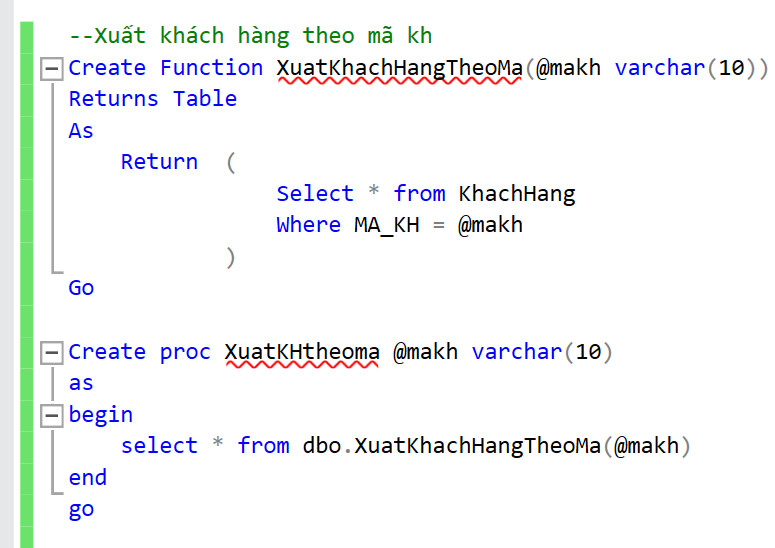 --Xuất khách hàng theo mã kh
Create Function XuatKhachHangTheoMa(@makh varchar(10))
Returns Table
As
Return (
Select * from KhachHang
Where MA_KH = @makh
)
Go
Create proc XuatKHtheoma @makh varchar(10)
as
begin
select * from dbo.XuatKhachHangTheoMa(@makh)
end
go